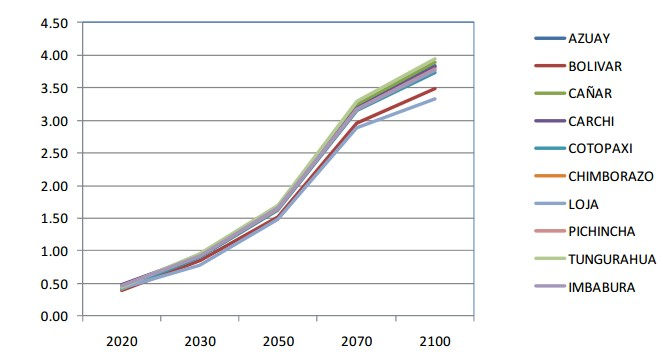 4.50
4.00
3.50
3.00
2.50
2.00
1.50
1.00
0.50
0.00
2020 2030 2050 2070 2100
AZUAY
BOLIVAR
CAÑAR
CARCHI
COTOPAXI
CHIMBORAZO
LOJA
PICHINCHA
TUNGURAHUA
IMBABURA